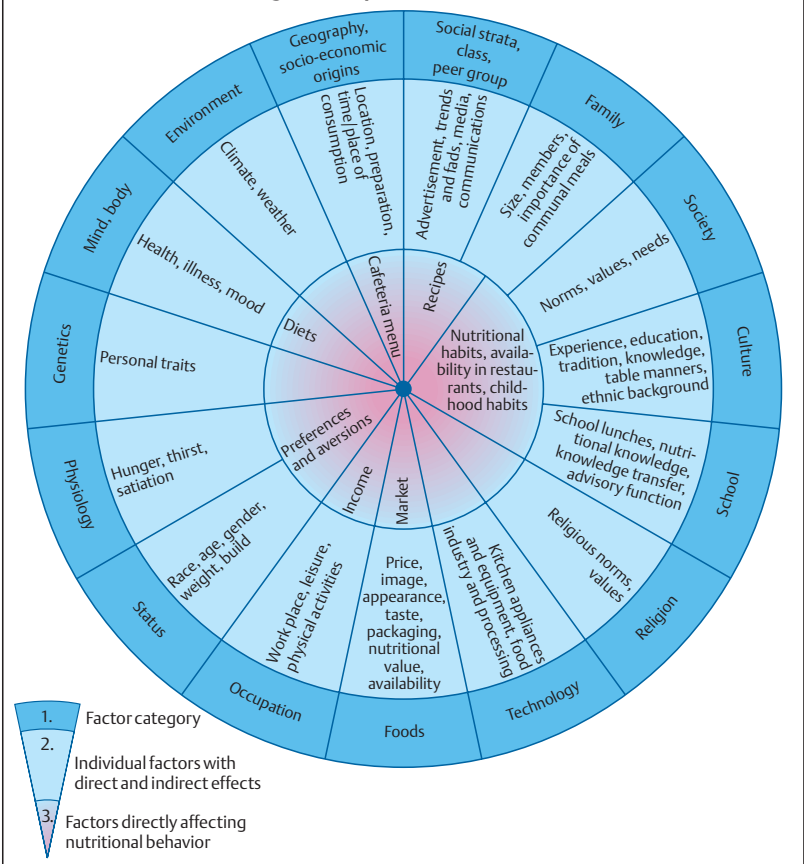 Geography,
socio-economic
origins
Social strata,
class,
peer group
Family
Society
Culture
School
Religion
Technology
Foods
Occupation
Status
Physiology
Genetics
Mind, body
Environment
Location, preparation,
time/place of
consumption
Advertisement, trends
and fads, media,
communications
Size, members,
importance of
communal meals
Norms, values, needs
Experience, education,
tradition, knowledge,
table manners,
ethnic background
School lunches, nutri-
tional knowledge,
knowledge transfer,
advisory function
Religious norms,
values
Kitchen appliances
and equipment, food
industry and processing
Price,
image,
appearance,
taste,
packaging,
nutritional
value,
availability
Work place, leisure,
physical activities
Race, age, gender,
weight, build
Hunger, thirst,
satiation
Personal traits
Health, illness, mood
Climate, weather
Cafeteria menu
Recipes
Nutritional
habits, availa-
bility in restau-
rants, child-
hood habits
Market
Income
Preferences
and aversions
Diets
1.
Factor category
2.
Individual factors with
direct and indirect effects
3.
Factors directly affecting
nutritional behavior